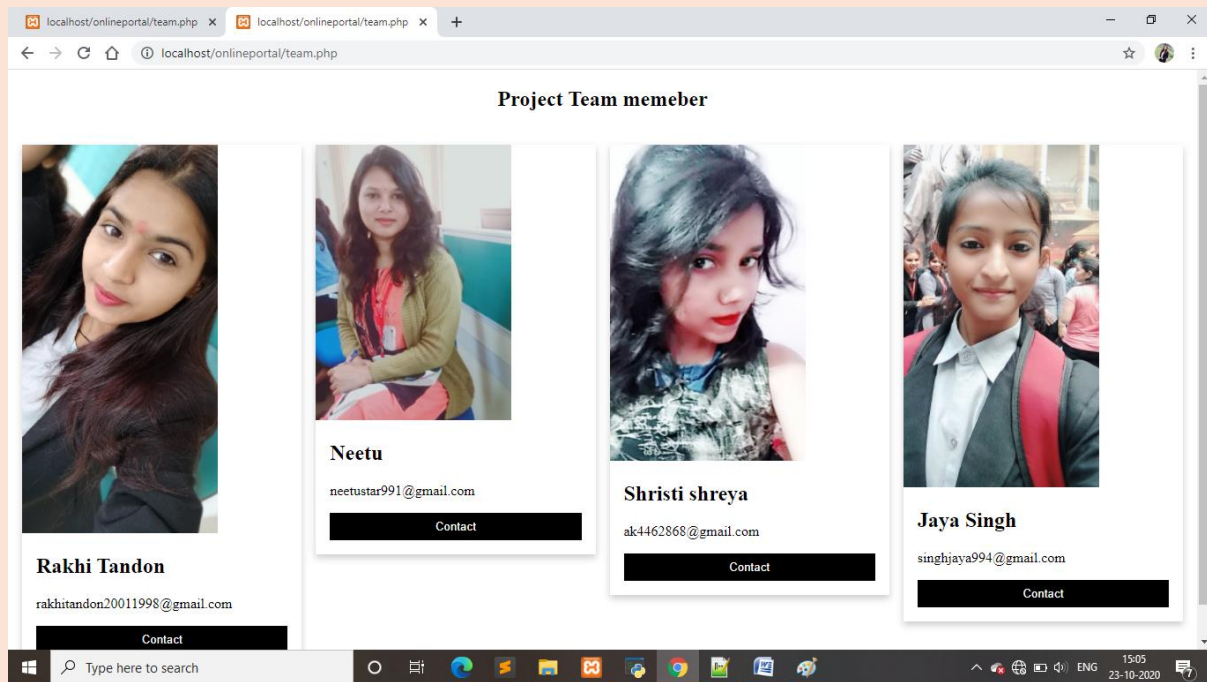 localhost/onlineportal/team.php
localhost/onlineportal/team.php
localhost/onlineportal/team.php
Project Team memeber
Rakhi Tandon
rakhitandon20011998@gmail.com
Contact
Neetu
neetustar991@gmail.com
Contact
Shristi shreya
ak4462868@gmail.com
Contact
Jaya Singh
singhjaya994@gmail.com
Contact
Type here to search
ENG
15:05
23-10-2020